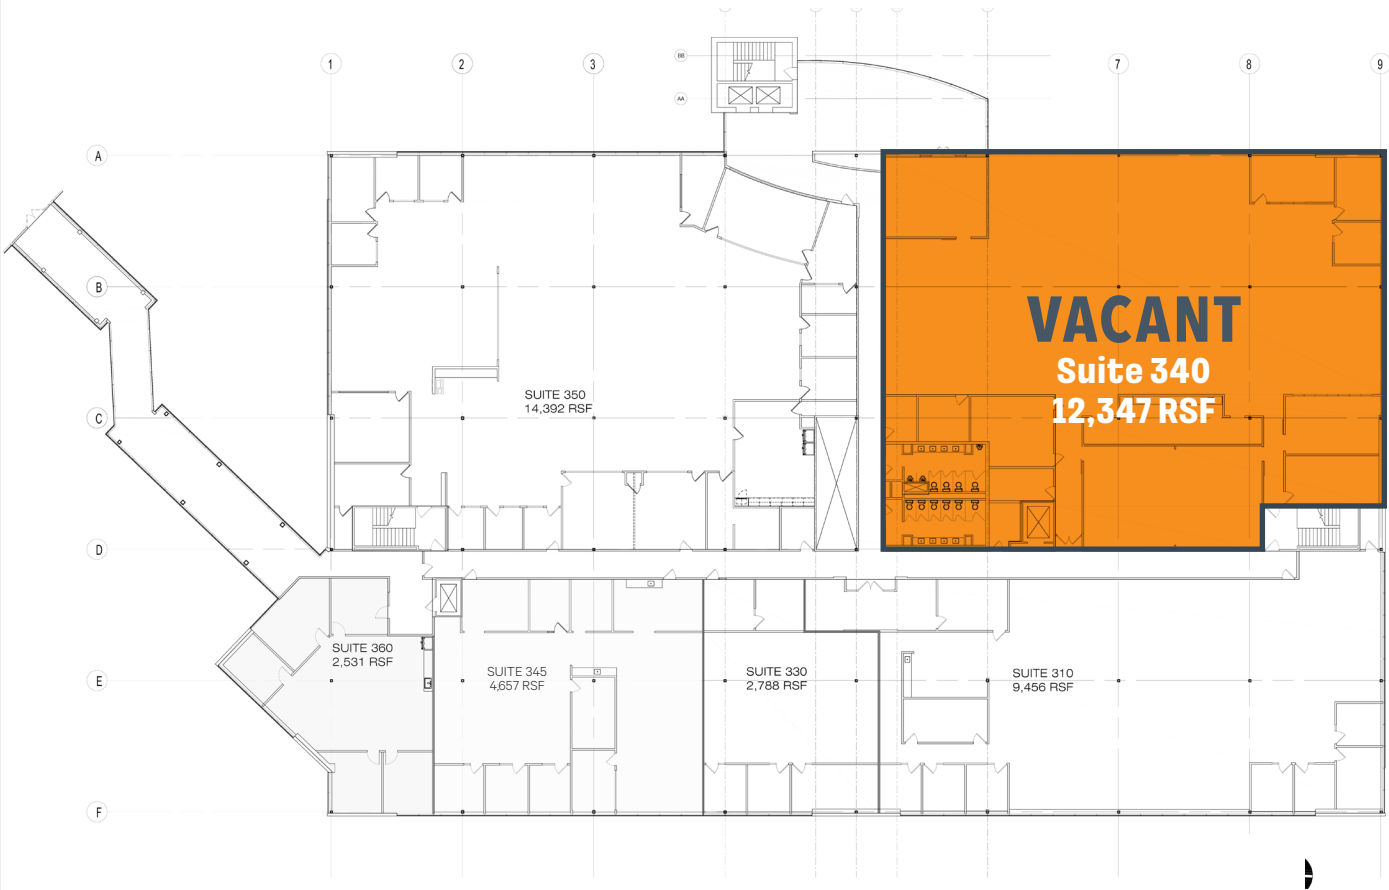 BB
1
2
3
7
8
9
AA
A
B
VACANT
Suite 340
12,347 RSF
SUITE 350
14,392 RSF
C
D
SUITE 360
2,531 RSF
SUITE 345
4,657 RSF
SUITE 330
2,788 RSF
SUITE 310
9,456 RSF
E
F